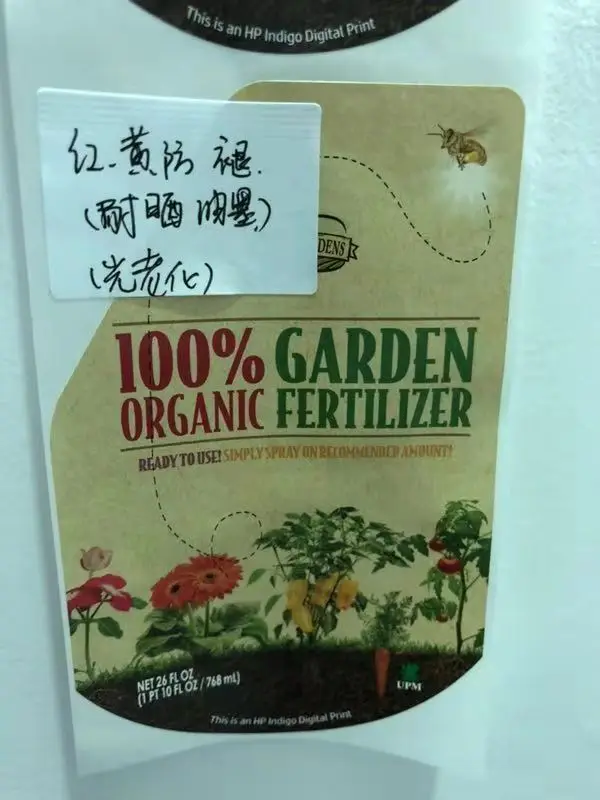 This is an HP Indigo Digital Print
红.黄防褪.
(耐晒油墨)
(光老化)
DENS
100% GARDEN
ORGANIC FERTILIZER
READY TO USE! SIMPLY SPRAY ON RECOMMENDED AMOUNT!
NET 26 FL OZ
(1 PT 10 FL OZ / 768 mL)
UPM
This is an HP Indigo Digital Print